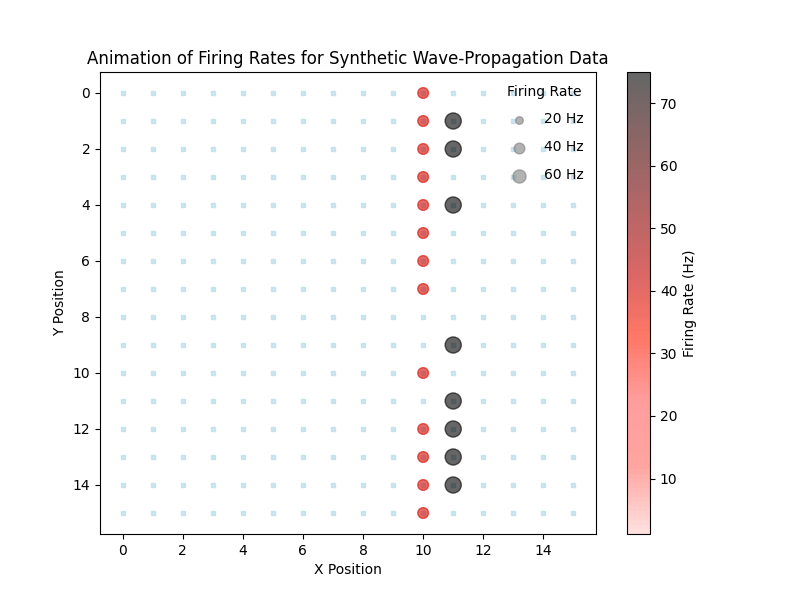 Animation of Firing Rates for Synthetic Wave-Propagation Data
Firing Rate
20 Hz
40 Hz
60 Hz
0
2
4
6
8
10
12
14
Y Position
0 2 4 6 8 10 12 14
X Position
70
60
50
40
30
20
10
Firing Rate (Hz)